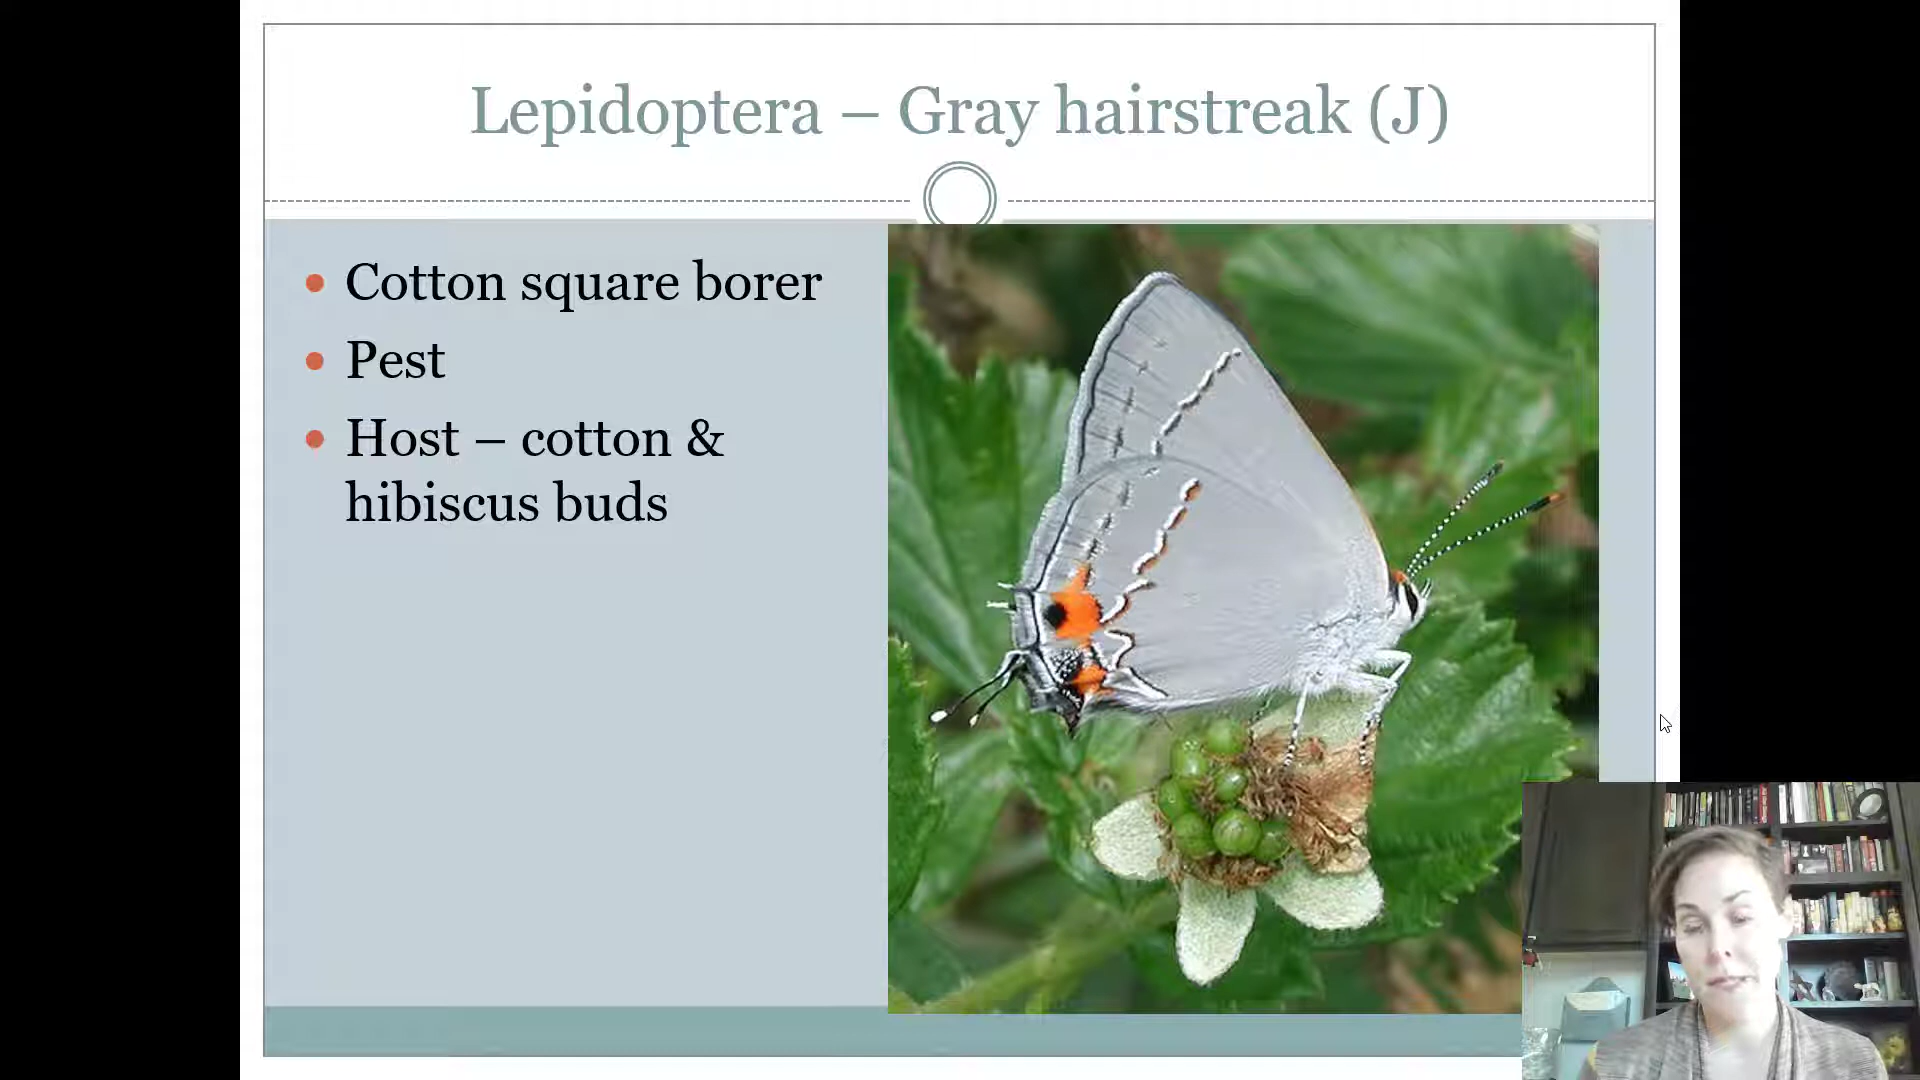 Lepidoptera – Gray hairstreak (J)
• Cotton square borer
• Pest
• Host – cotton &
hibiscus buds